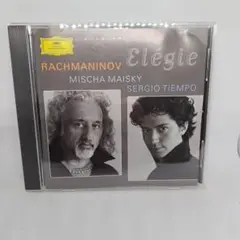 Elégie
RACHMANINOV
MISCHA MAISKY
SERGIO TIEMPO